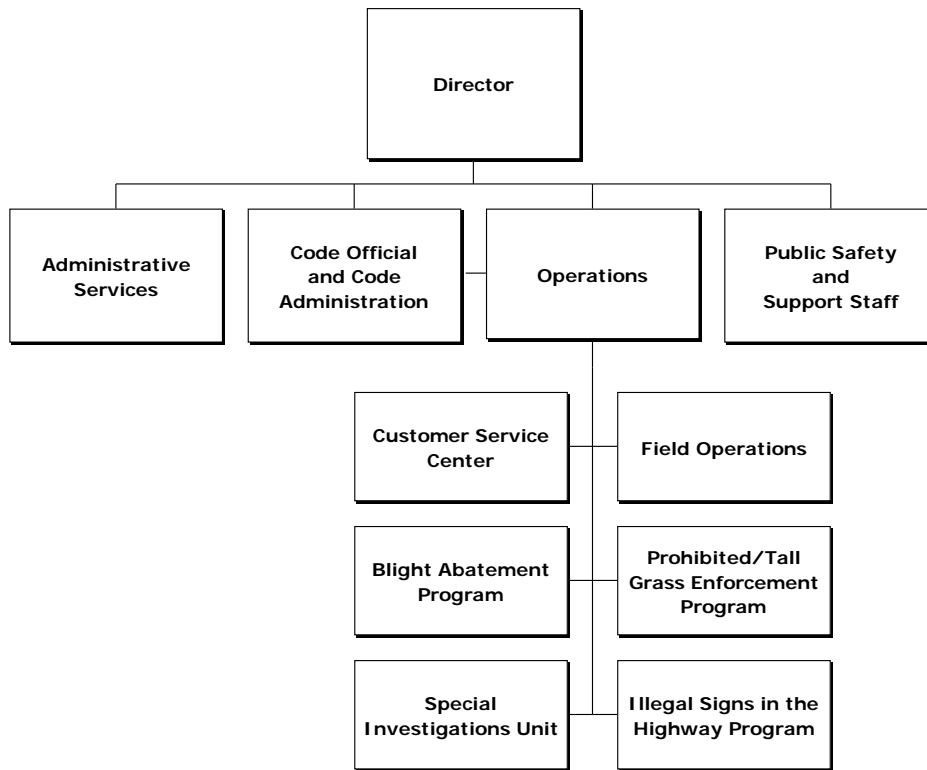 Director
Administrative
Services
Code Official
and Code
Administration
Operations
Public Safety
and
Support Staff
Customer Service
Center
Field Operations
Blight Abatement
Program
Prohibited/Tall
Grass Enforcement
Program
Special
Investigations Unit
Illegal Signs in the
Highway Program